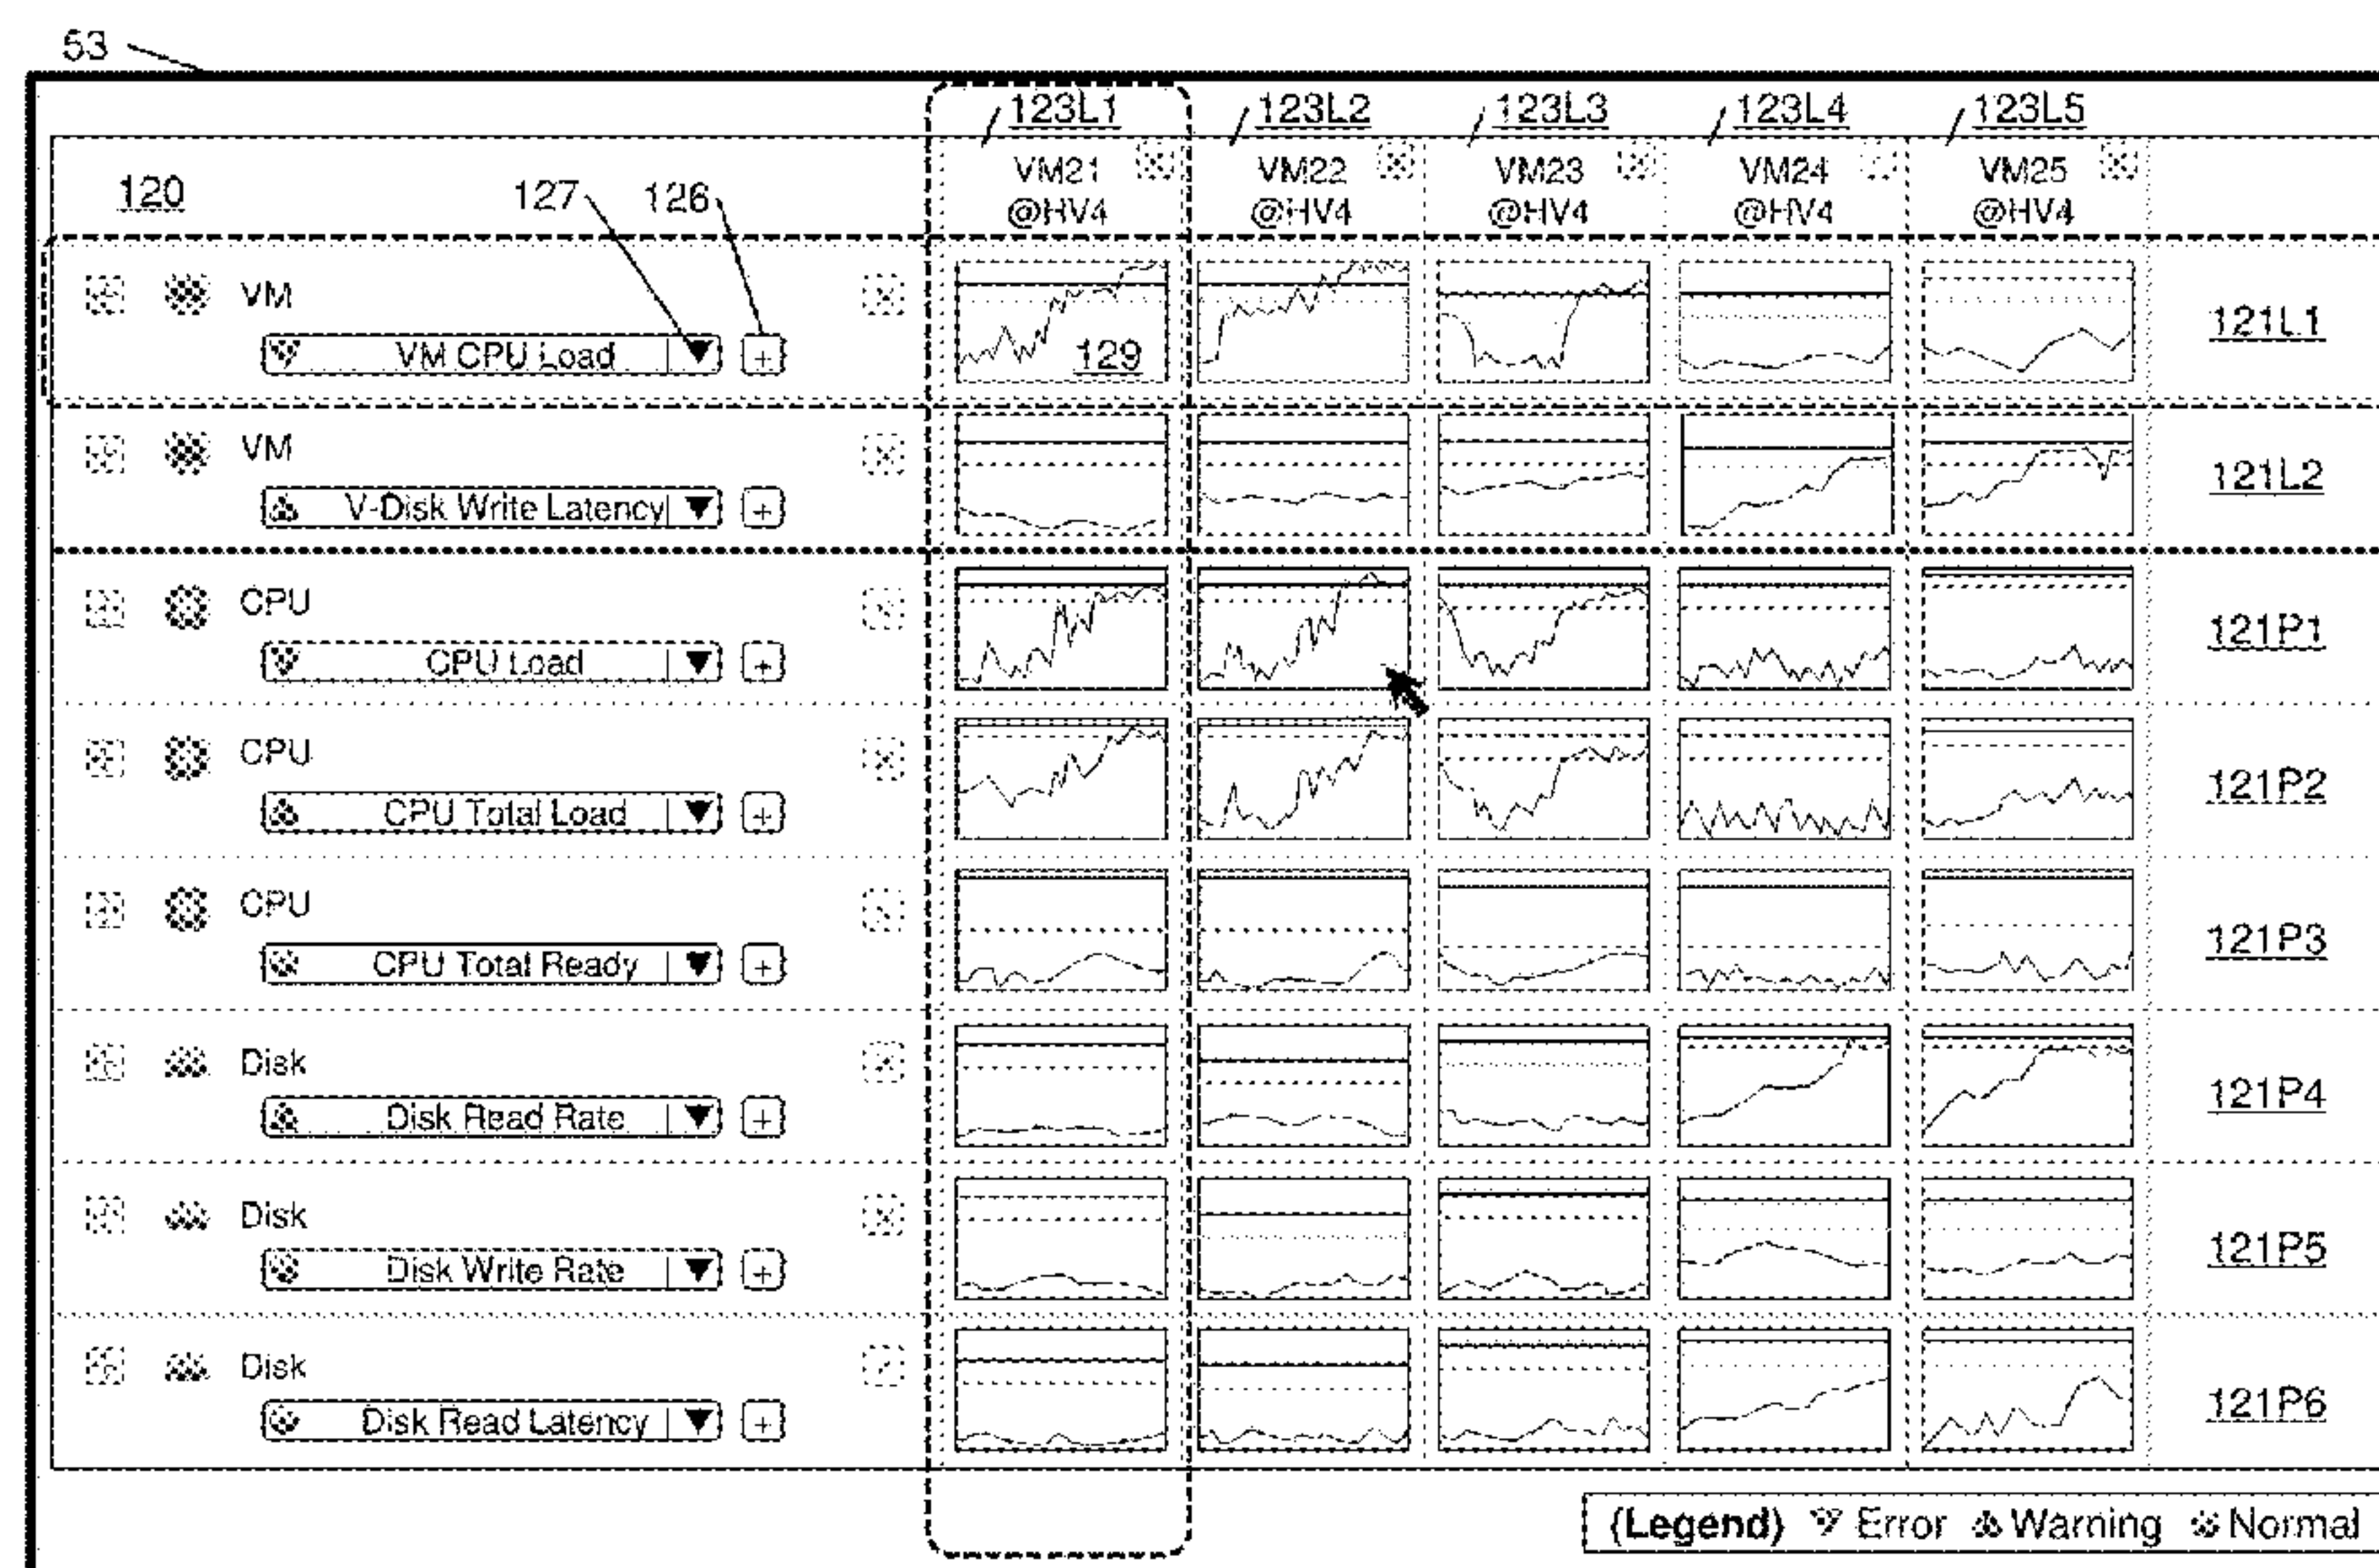 53
123L1 123L2 123L3 123L4 123L5
120 127 126
VM21 VM22 VM23 VM24 VM25
@HV4 @HV4 @HV4 @HV4 @HV4
VM
VM CPU Load +
129
121L1
VM
V-Disk Write Latency +
121L2
CPU
CPU Load +
121P1
CPU
CPU Total Load +
121P2
CPU
CPU Total Ready +
121P3
Disk
Disk Read Rate +
121P4
Disk
Disk Write Rate +
121P5
Disk
Disk Read Latency +
121P6
(Legend) Error Warning Normal